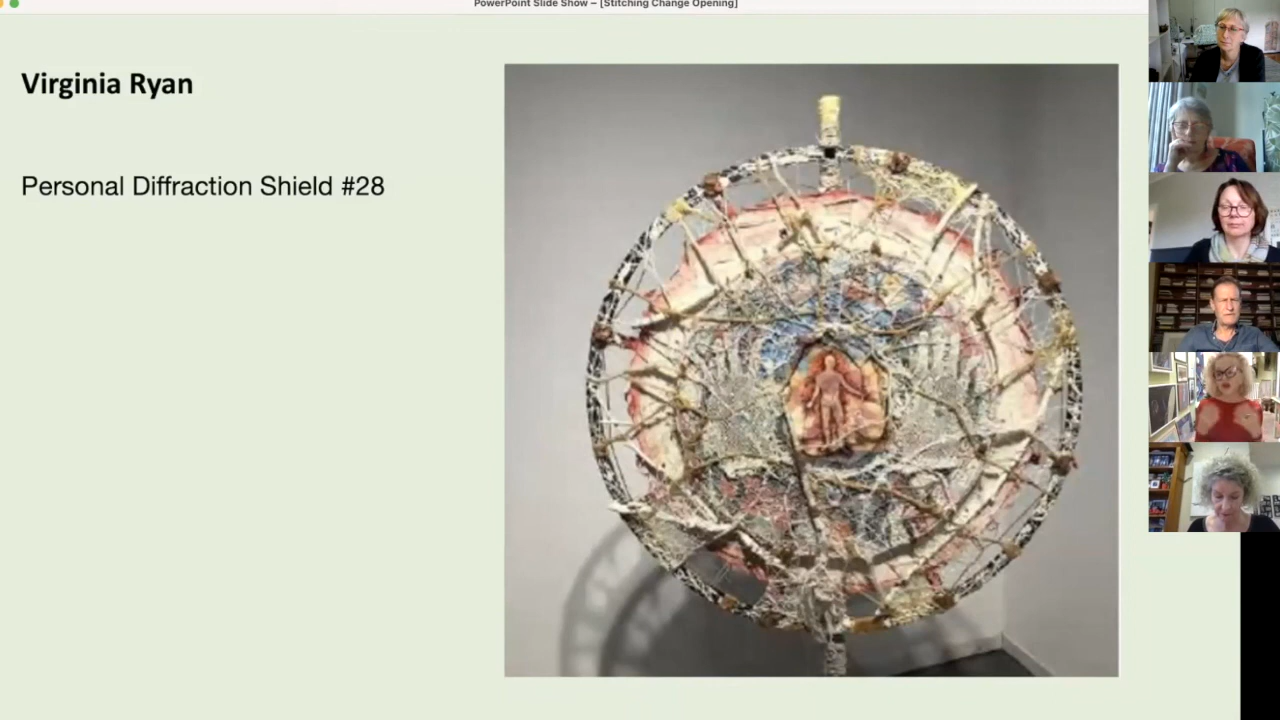 PowerPoint Slide Show – [Stitching Change Opening]
Virginia Ryan
Personal Diffraction Shield #28